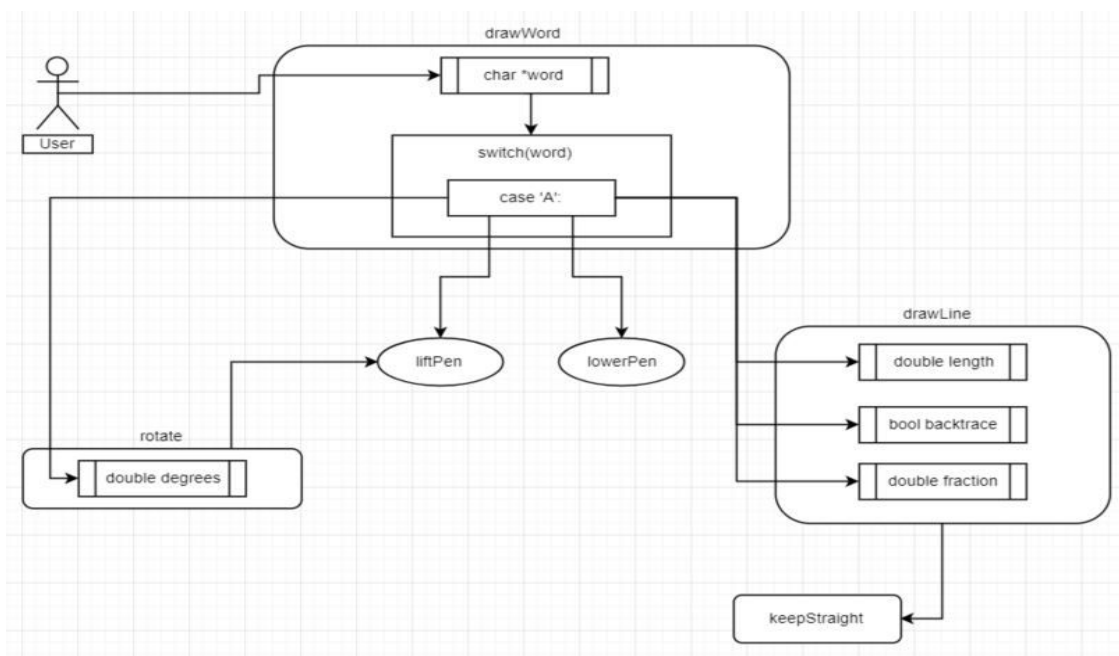 drawWord
char *word
User
switch(word)
case 'A':
drawLine
liftPen
lowerPen
double length
bool backtrace
rotate
double degrees
double fraction
keepStraight